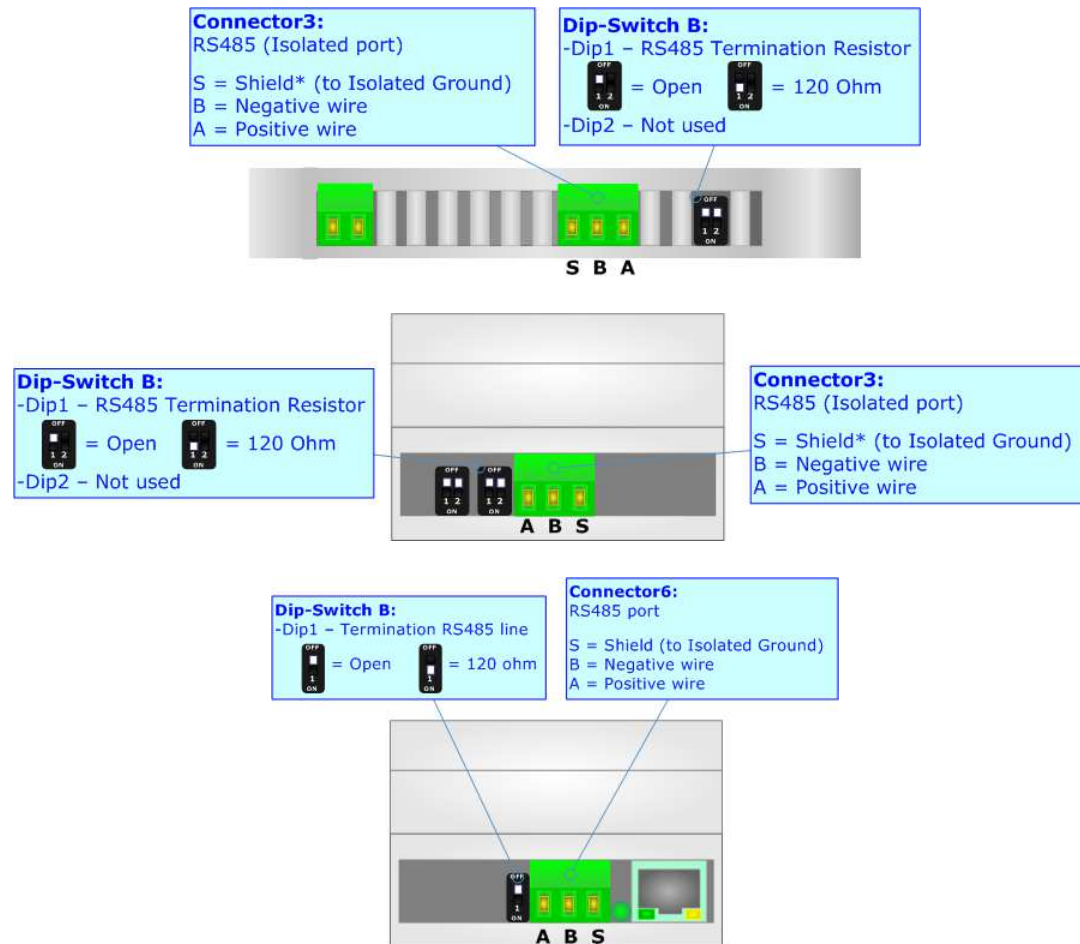 Connector3:
RS485 (Isolated port)
S = Shield* (to Isolated Ground)
B = Negative wire
A = Positive wire
Dip-Switch B:
-Dip1 – RS485 Termination Resistor
OFF
1 2
ON
= Open
OFF
1 2
ON
= 120 Ohm
-Dip2 – Not used
OFF
1 2
ON
S B A
Dip-Switch B:
-Dip1 – RS485 Termination Resistor
OFF
1 2
ON
= Open
OFF
1 2
ON
= 120 Ohm
-Dip2 – Not used
Connector3:
RS485 (Isolated port)
S = Shield* (to Isolated Ground)
B = Negative wire
A = Positive wire
OFF
1 2
ON
OFF
1 2
ON
A B S
Dip-Switch B:
-Dip1 – Termination RS485 line
OFF
1
ON
= Open
OFF
1
ON
= 120 ohm
Connector6:
RS485 port
S = Shield (to Isolated Ground)
B = Negative wire
A = Positive wire
OFF
1
ON
A B S